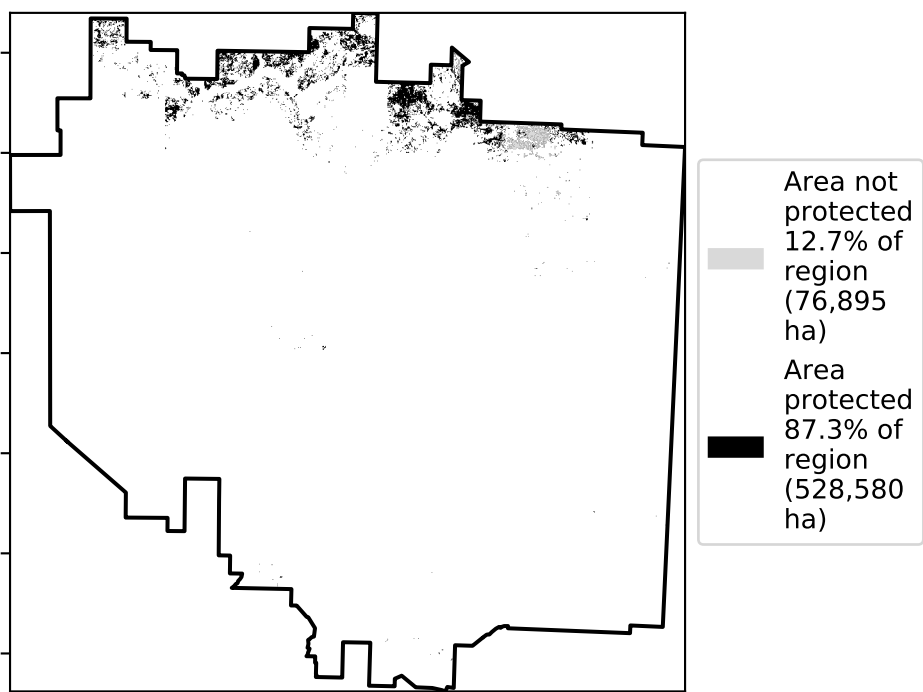 Area not
protected
12.7% of
region
(76,895
ha)
Area
protected
87.3% of
region
(528,580
ha)